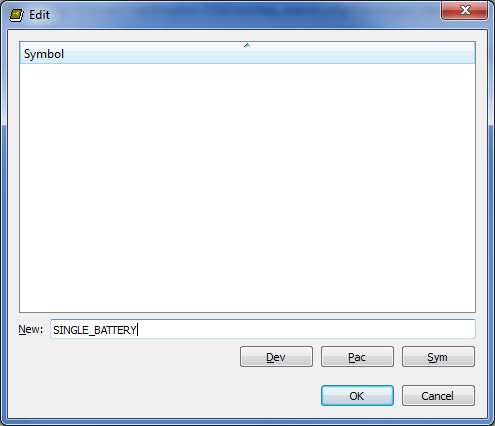 Edit
Symbol
New: SINGLE_BATTERY
Dev Pac Sym
OK Cancel